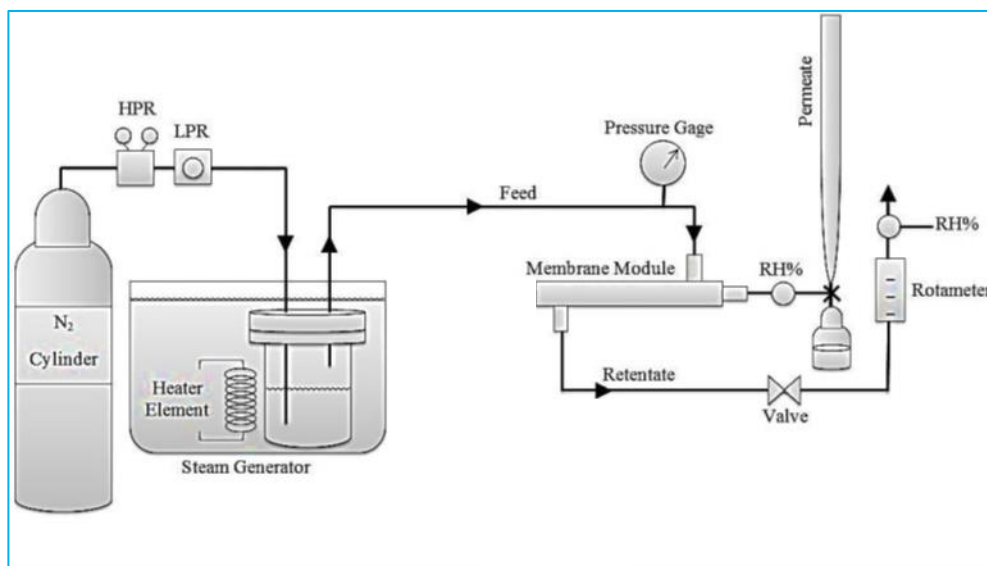 HPR
LPR
N2
Cylinder
Heater
Element
Steam Generator
Feed
Pressure Gage
Membrane Module
RH%
Permeate
RH%
Rotameter
Retentate
Valve